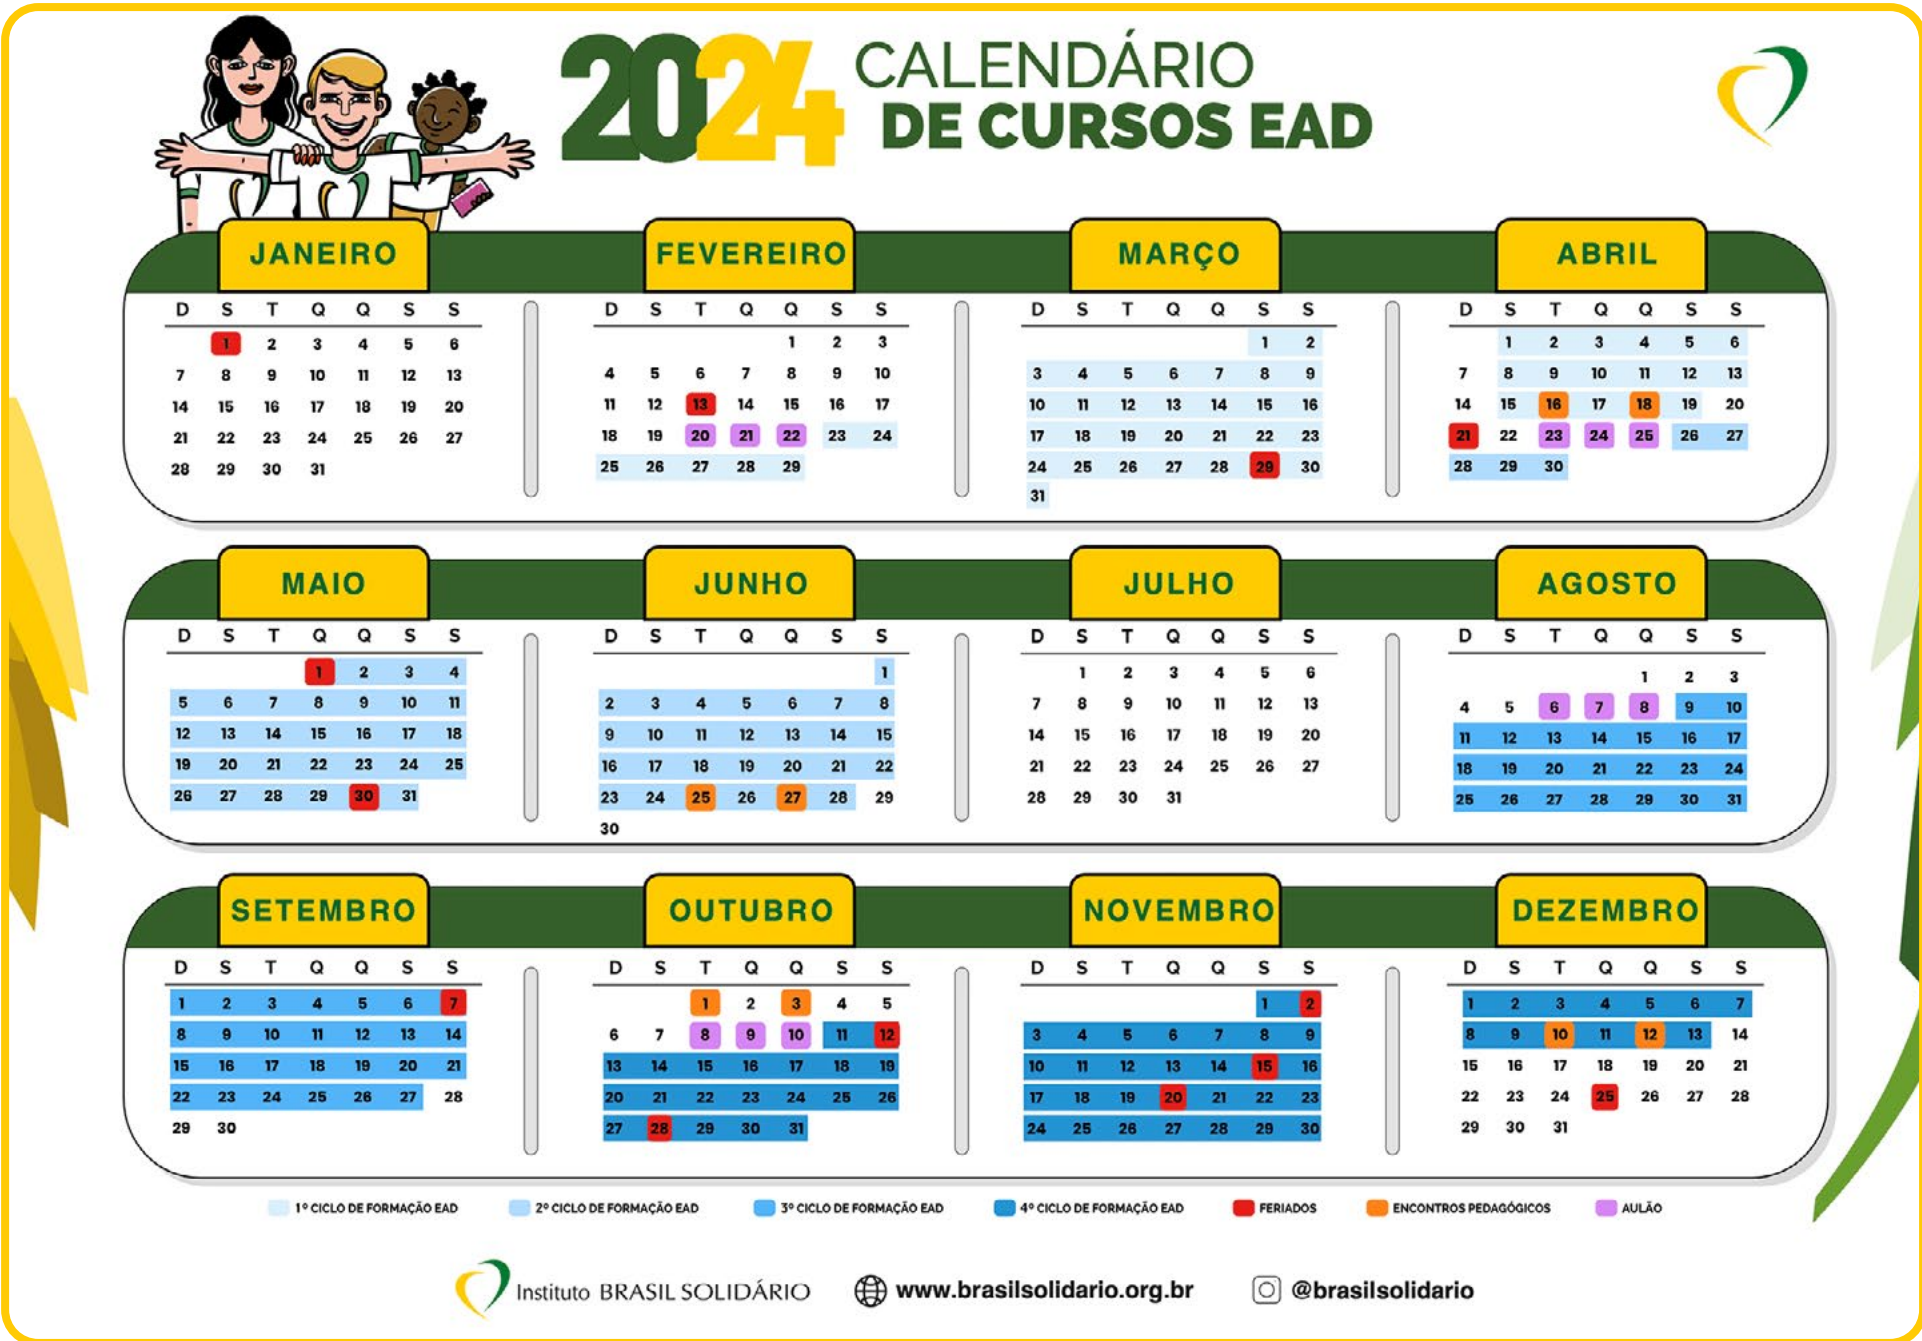 2024 CALENDÁRIO
DE CURSOS EAD
JANEIRO
D S T Q Q S S
1 2 3 4 5 6
7 8 9 10 11 12 13
14 15 16 17 18 19 20
21 22 23 24 25 26 27
28 29 30 31
FEVEREIRO
D S T Q Q S S
1 2 3
4 5 6 7 8 9 10
11 12 13 14 15 16 17
18 19 20 21 22 23 24
25 26 27 28 29
MARÇO
D S T Q Q S S
1 2
3 4 5 6 7 8 9
10 11 12 13 14 15 16
17 18 19 20 21 22 23
24 25 26 27 28 29 30
31
ABRIL
D S T Q Q S S
1 2 3 4 5 6
7 8 9 10 11 12 13
14 15 16 17 18 19 20
21 22 23 24 25 26 27
28 29 30
MAIO
D S T Q Q S S
1 2 3 4
5 6 7 8 9 10 11
12 13 14 15 16 17 18
19 20 21 22 23 24 25
26 27 28 29 30 31
JUNHO
D S T Q Q S S
1
2 3 4 5 6 7 8
9 10 11 12 13 14 15
16 17 18 19 20 21 22
23 24 25 26 27 28 29
30
JULHO
D S T Q Q S S
1 2 3 4 5 6
7 8 9 10 11 12 13
14 15 16 17 18 19 20
21 22 23 24 25 26 27
28 29 30 31
AGOSTO
D S T Q Q S S
1 2 3
4 5 6 7 8 9 10
11 12 13 14 15 16 17
18 19 20 21 22 23 24
25 26 27 28 29 30 31
SETEMBRO
D S T Q Q S S
1 2 3 4 5 6 7
8 9 10 11 12 13 14
15 16 17 18 19 20 21
22 23 24 25 26 27 28
29 30
OUTUBRO
D S T Q Q S S
1 2 3 4 5
6 7 8 9 10 11 12
13 14 15 16 17 18 19
20 21 22 23 24 25 26
27 28 29 30 31
NOVEMBRO
D S T Q Q S S
1 2
3 4 5 6 7 8 9
10 11 12 13 14 15 16
17 18 19 20 21 22 23
24 25 26 27 28 29 30
DEZEMBRO
D S T Q Q S S
1 2 3 4 5 6 7
8 9 10 11 12 13 14
15 16 17 18 19 20 21
22 23 24 25 26 27 28
29 30 31
1º CICLO DE FORMAÇÃO EAD 2º CICLO DE FORMAÇÃO EAD 3º CICLO DE FORMAÇÃO EAD 4º CICLO DE FORMAÇÃO EAD FERIADOS ENCONTROS PEDAGÓGICOS AULÃO
Instituto BRASIL SOLIDÁRIO www.brasilsolidario.org.br @brasilsolidario